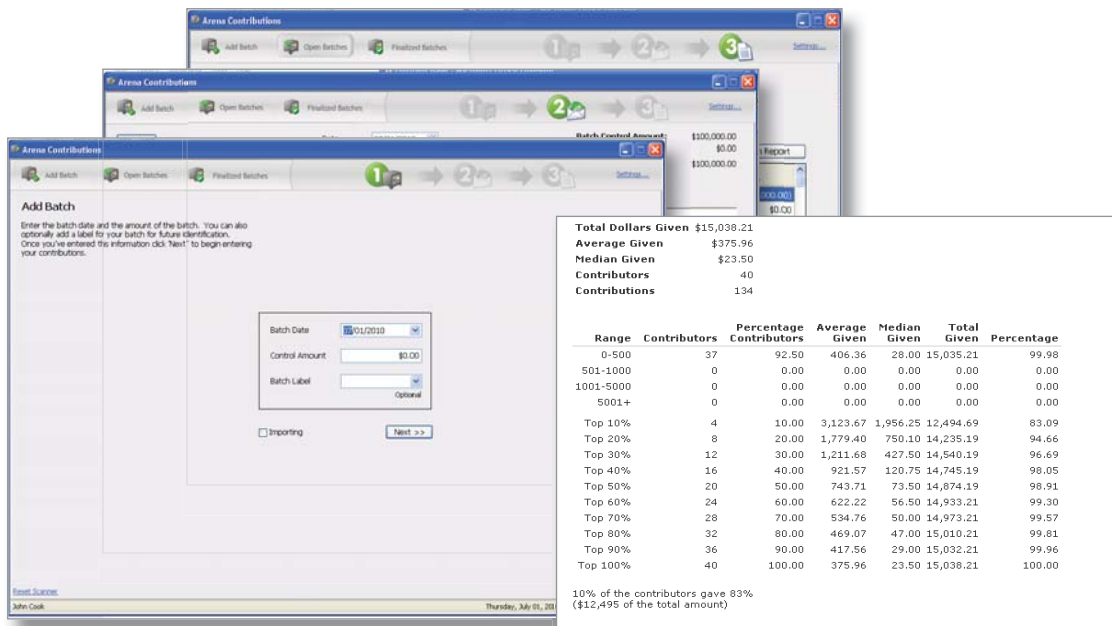 Arena Contributions
Add Batch Open Batches Finalized Batches 1 2 3 Settings...
Arena Contributions
Add Batch Open Batches Finalized Batches 1 2 3 Settings...
Batch Control Amount: $100,000.00
$0.00
$100,000.00
Report
$0.00
Arena Contributions
Add Batch Open Batches Finalized Batches 1 2 3 Settings...
Add Batch
Enter the batch date and the amount of the batch. You can also
optionally add a label for your batch for future identification.
Once you've entered this information click 'Next' to begin entering
your contributions.
Batch Date /01/2010
Control Amount $0.00
Batch Label
Optional
Importing Next >>
Reset Scanner
John Cook Thursday, July 01, 201
Total Dollars Given $15,038.21
Average Given $375.96
Median Given $23.50
Contributors 40
Contributions 134
Range Contributors Percentage Contributors Average Given Median Given Total Given Percentage
0-500 37 92.50 406.36 28.00 15,035.21 99.98
501-1000 0 0.00 0.00 0.00 0.00 0.00
1001-5000 0 0.00 0.00 0.00 0.00 0.00
5001+ 0 0.00 0.00 0.00 0.00 0.00
Top 10% 4 10.00 3,123.67 1,956.25 12,494.69 83.09
Top 20% 8 20.00 1,779.40 750.10 14,235.19 94.66
Top 30% 12 30.00 1,211.68 427.50 14,540.19 96.69
Top 40% 16 40.00 921.57 120.75 14,745.19 98.05
Top 50% 20 50.00 743.71 73.50 14,874.19 98.91
Top 60% 24 60.00 622.22 56.50 14,933.21 99.30
Top 70% 28 70.00 534.76 50.00 14,973.21 99.57
Top 80% 32 80.00 469.07 47.00 15,010.21 99.81
Top 90% 36 90.00 417.56 29.00 15,032.21 99.96
Top 100% 40 100.00 375.96 23.50 15,038.21 100.00
10% of the contributors gave 83%
($12,495 of the total amount)